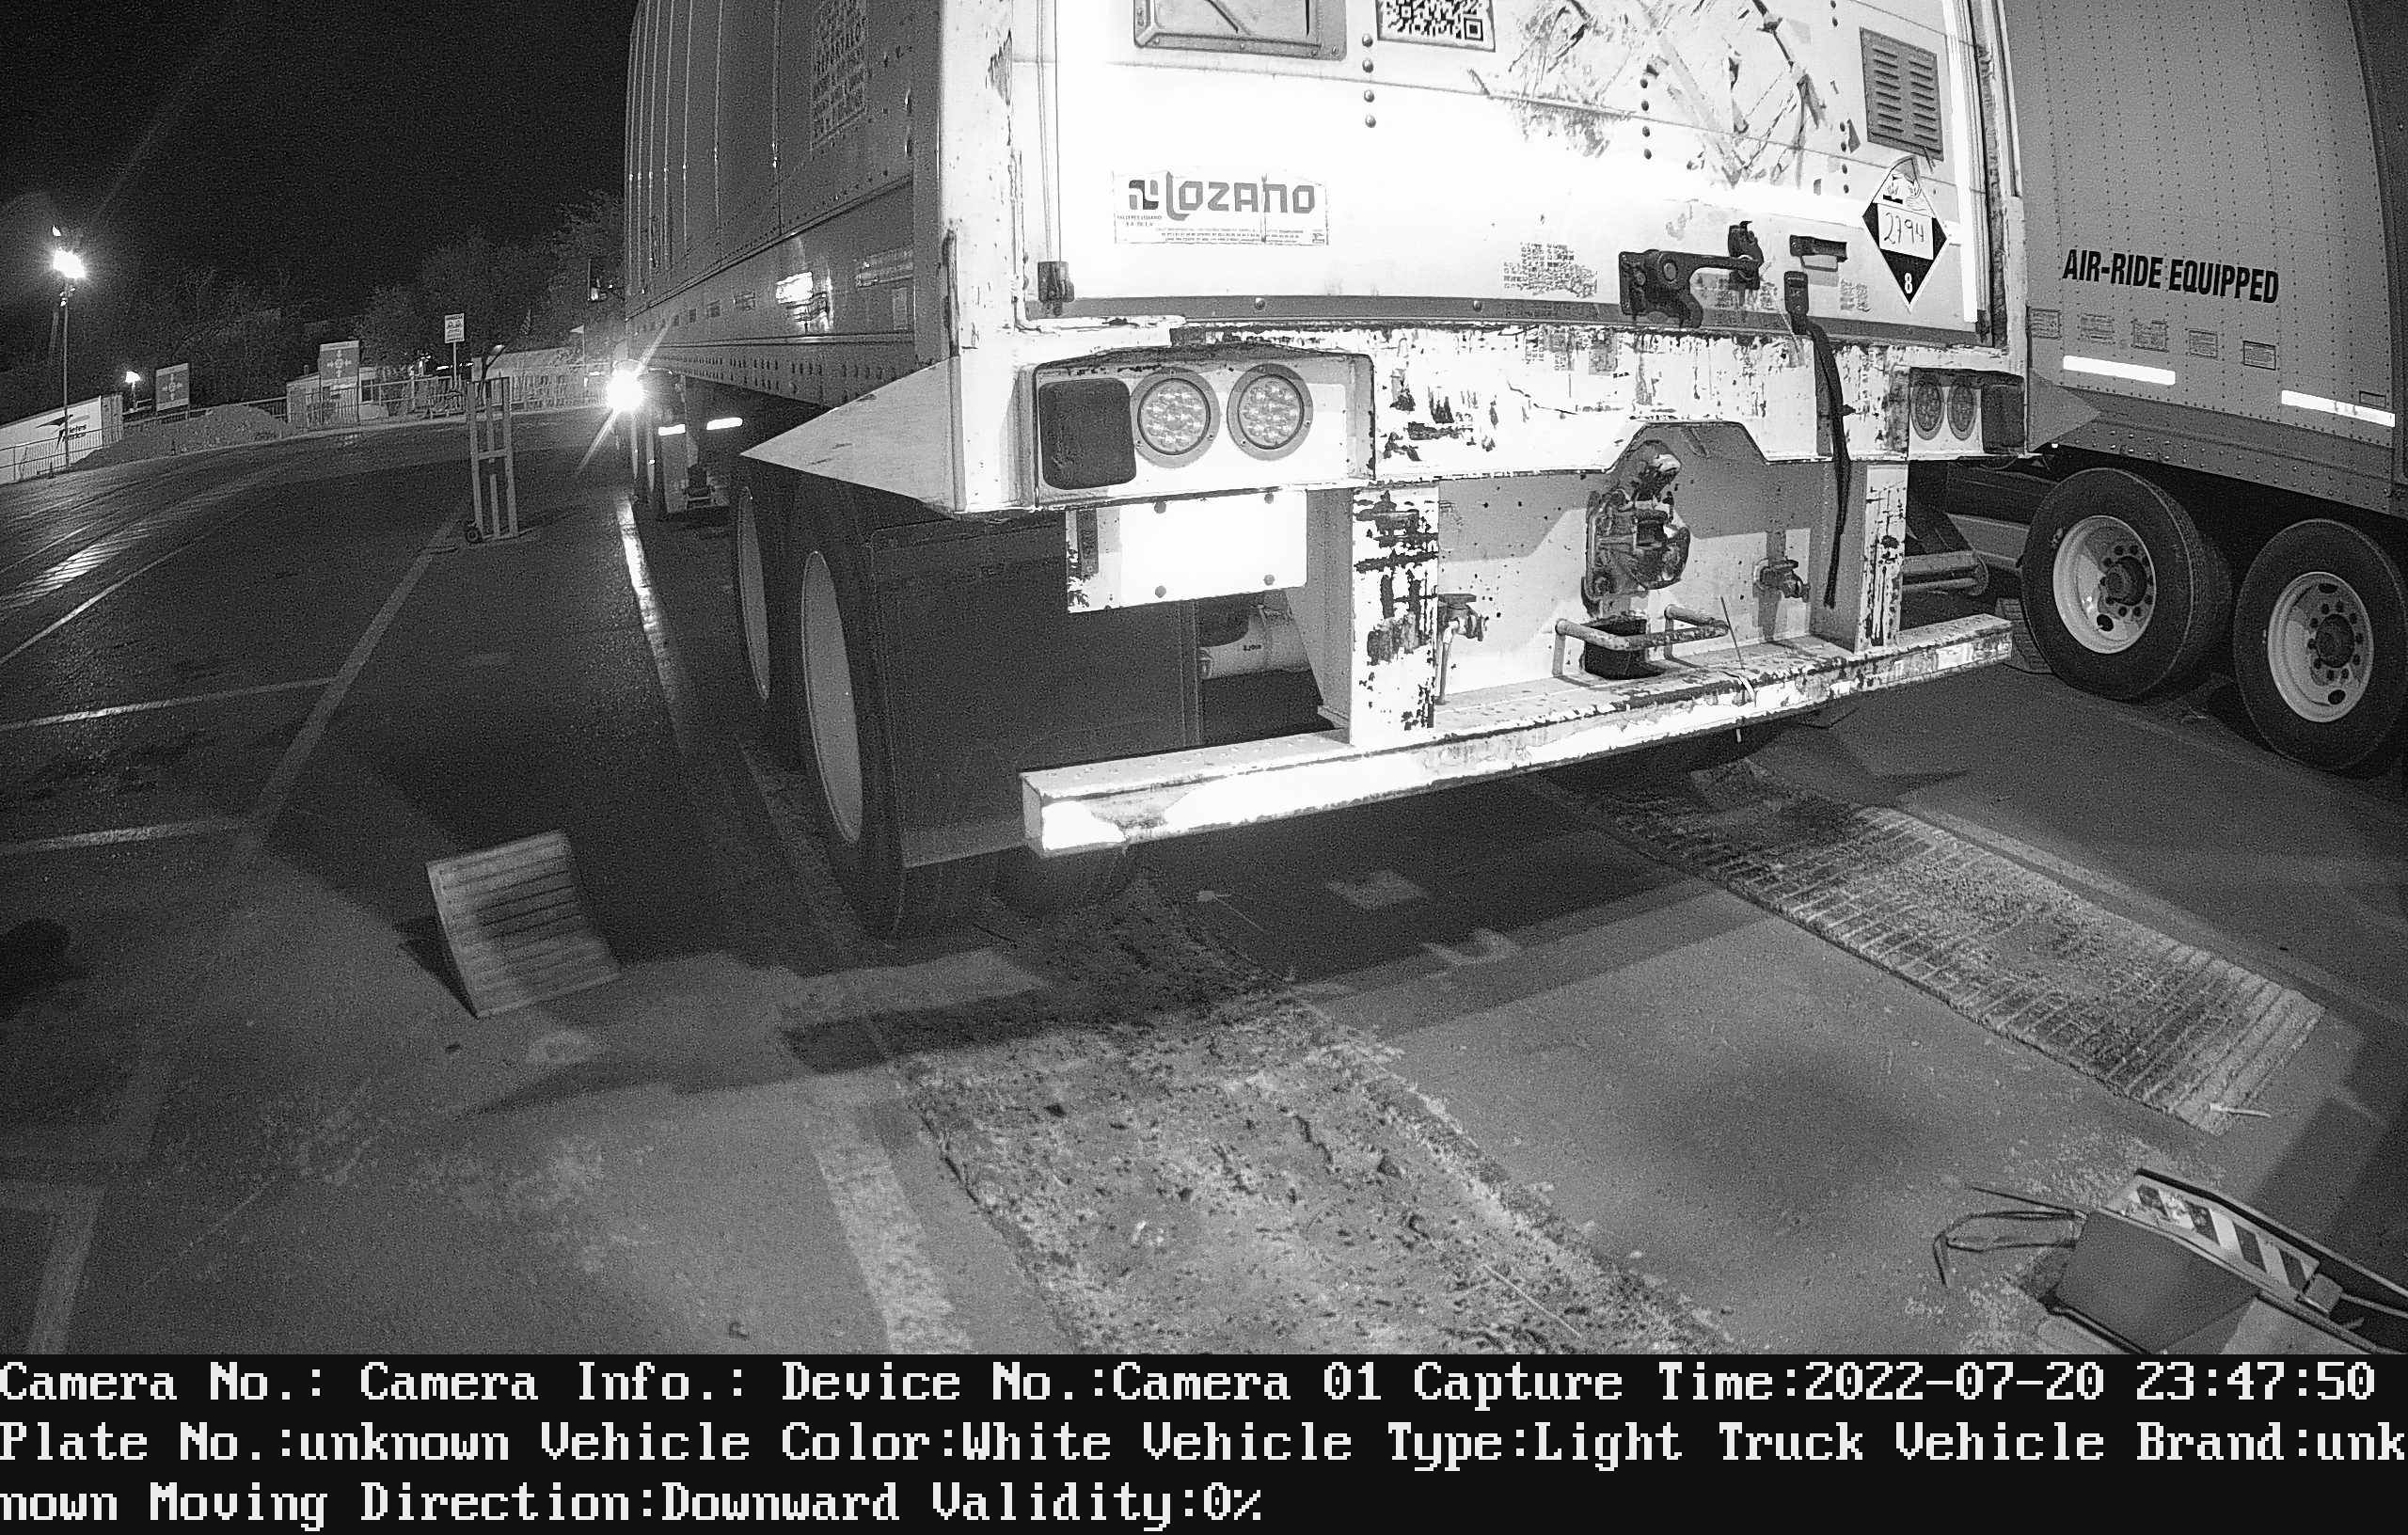 Lozano
2794
8
AIR-RIDE EQUIPPED
Camera No.: Camera Info.: Device No.:Camera 01 Capture Time:2022-07-20 23:47:50
Plate No.:unknown Vehicle Color:White Vehicle Type:Light Truck Vehicle Brand:unk
nown Moving Direction:Downward Validity:0%